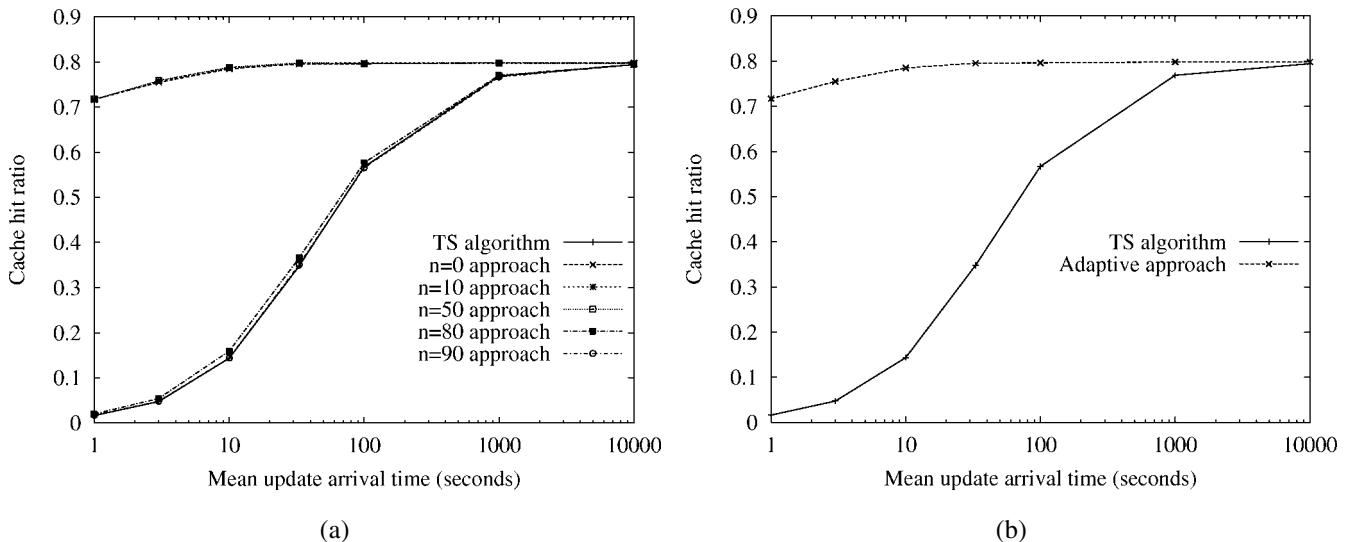 0.9
0.8
0.7
0.6
0.5
0.4
0.3
0.2
0.1
0
Cache hit ratio
TS algorithm
n=0 approach
n=10 approach
n=50 approach
n=80 approach
n=90 approach
1 10 100 1000 10000
Mean update arrival time (seconds)
(a)
0.9
0.8
0.7
0.6
0.5
0.4
0.3
0.2
0.1
0
Cache hit ratio
TS algorithm
Adaptive approach
1 10 100 1000 10000
Mean update arrival time (seconds)
(b)